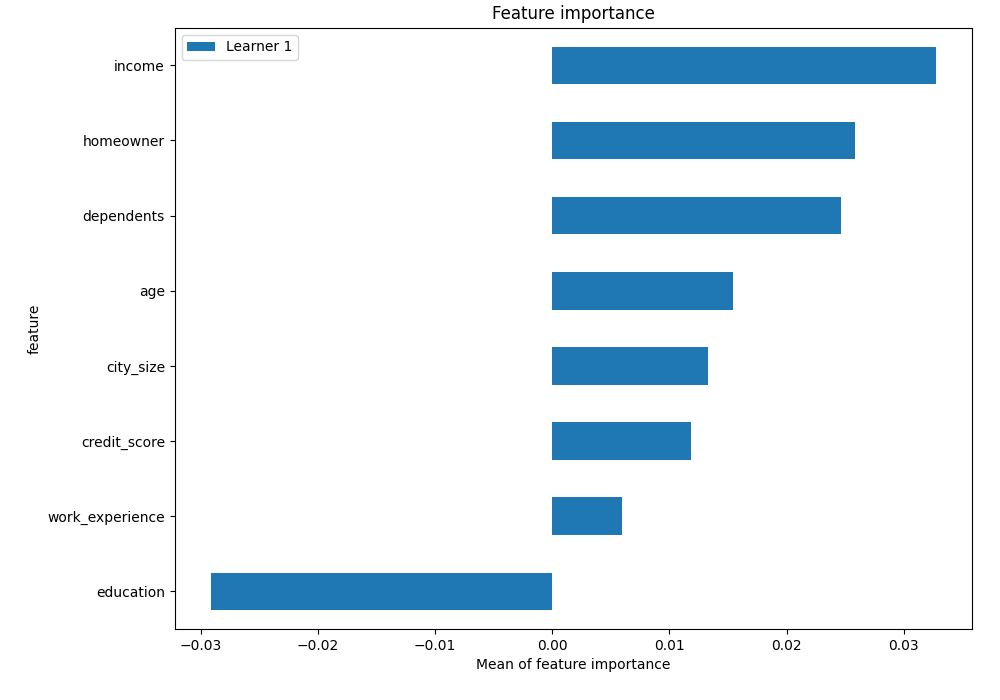 Feature importance
Learner 1
income
homeowner
dependents
age
city_size
credit_score
work_experience
education
feature
−0.03 −0.02 −0.01 0.00 0.01 0.02 0.03
Mean of feature importance